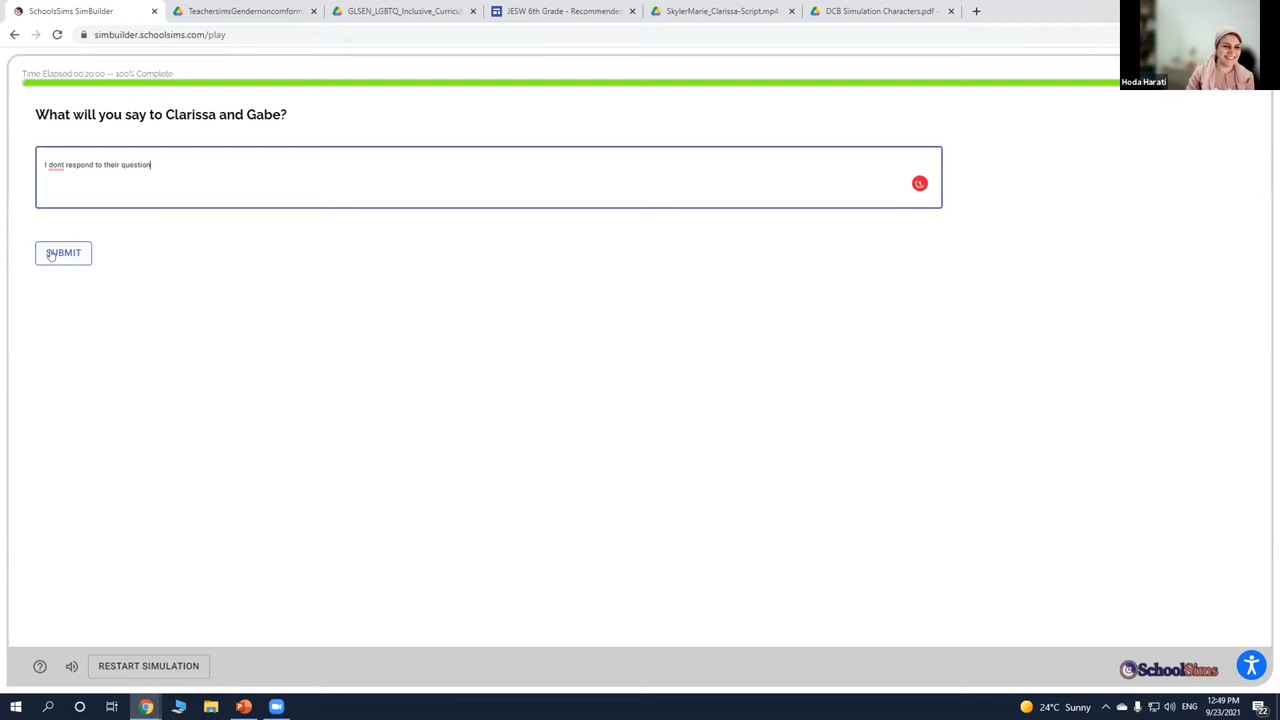 SchoolSims SimBuilder
TeachersimsGendernonconform
GLSEN_LGBTQ_Inclusive_Curricul
JESW 6th Grade - Recommended
SkylerMarie_Clarissa-Script.mp4
DCB Simulation Characters.pdf -
simbuilder.schoolsims.com/play
Hoda Harati
Time Elapsed:00:20:00 -- 100% Complete
What will you say to Clarissa and Gabe?
I dont respond to their question
SUBMIT
RESTART SIMULATION
SchoolSims
24°C Sunny
ENG
12:49 PM
9/23/2021
22